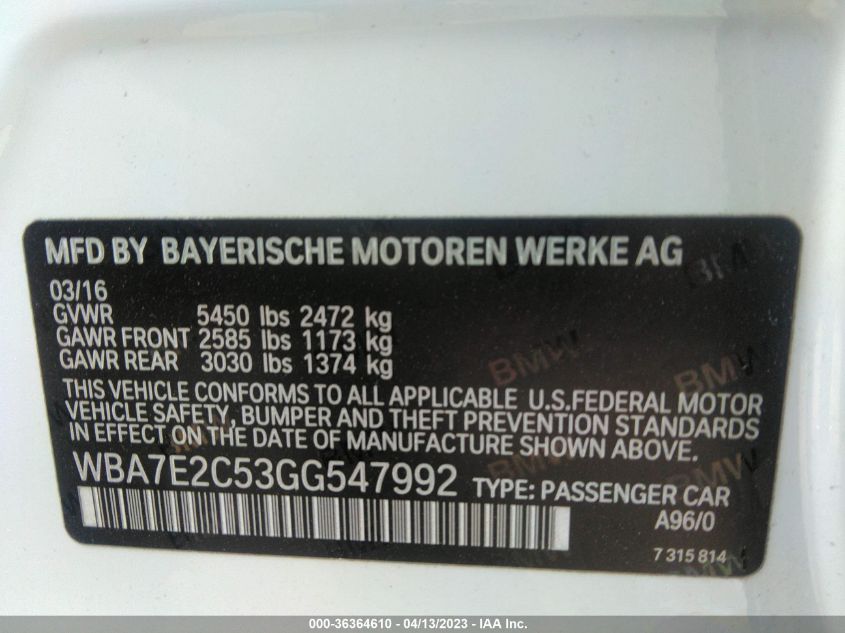 MFD BY BAYERISCHE MOTOREN WERKE AG
03/16
GVWR 5450 lbs 2472 kg
GAWR FRONT 2585 lbs 1173 kg
GAWR REAR 3030 lbs 1374 kg
THIS VEHICLE CONFORMS TO ALL APPLICABLE U.S.FEDERAL MOTOR
VEHICLE SAFETY, BUMPER AND THEFT PREVENTION STANDARDS
IN EFFECT ON THE DATE OF MANUFACTURE SHOWN ABOVE.
WBA7E2C53GG547992 TYPE: PASSENGER CAR
A96/0
7 315 814
BMW
BMW
BMW
000-36364610 - 04/13/2023 - IAA Inc.